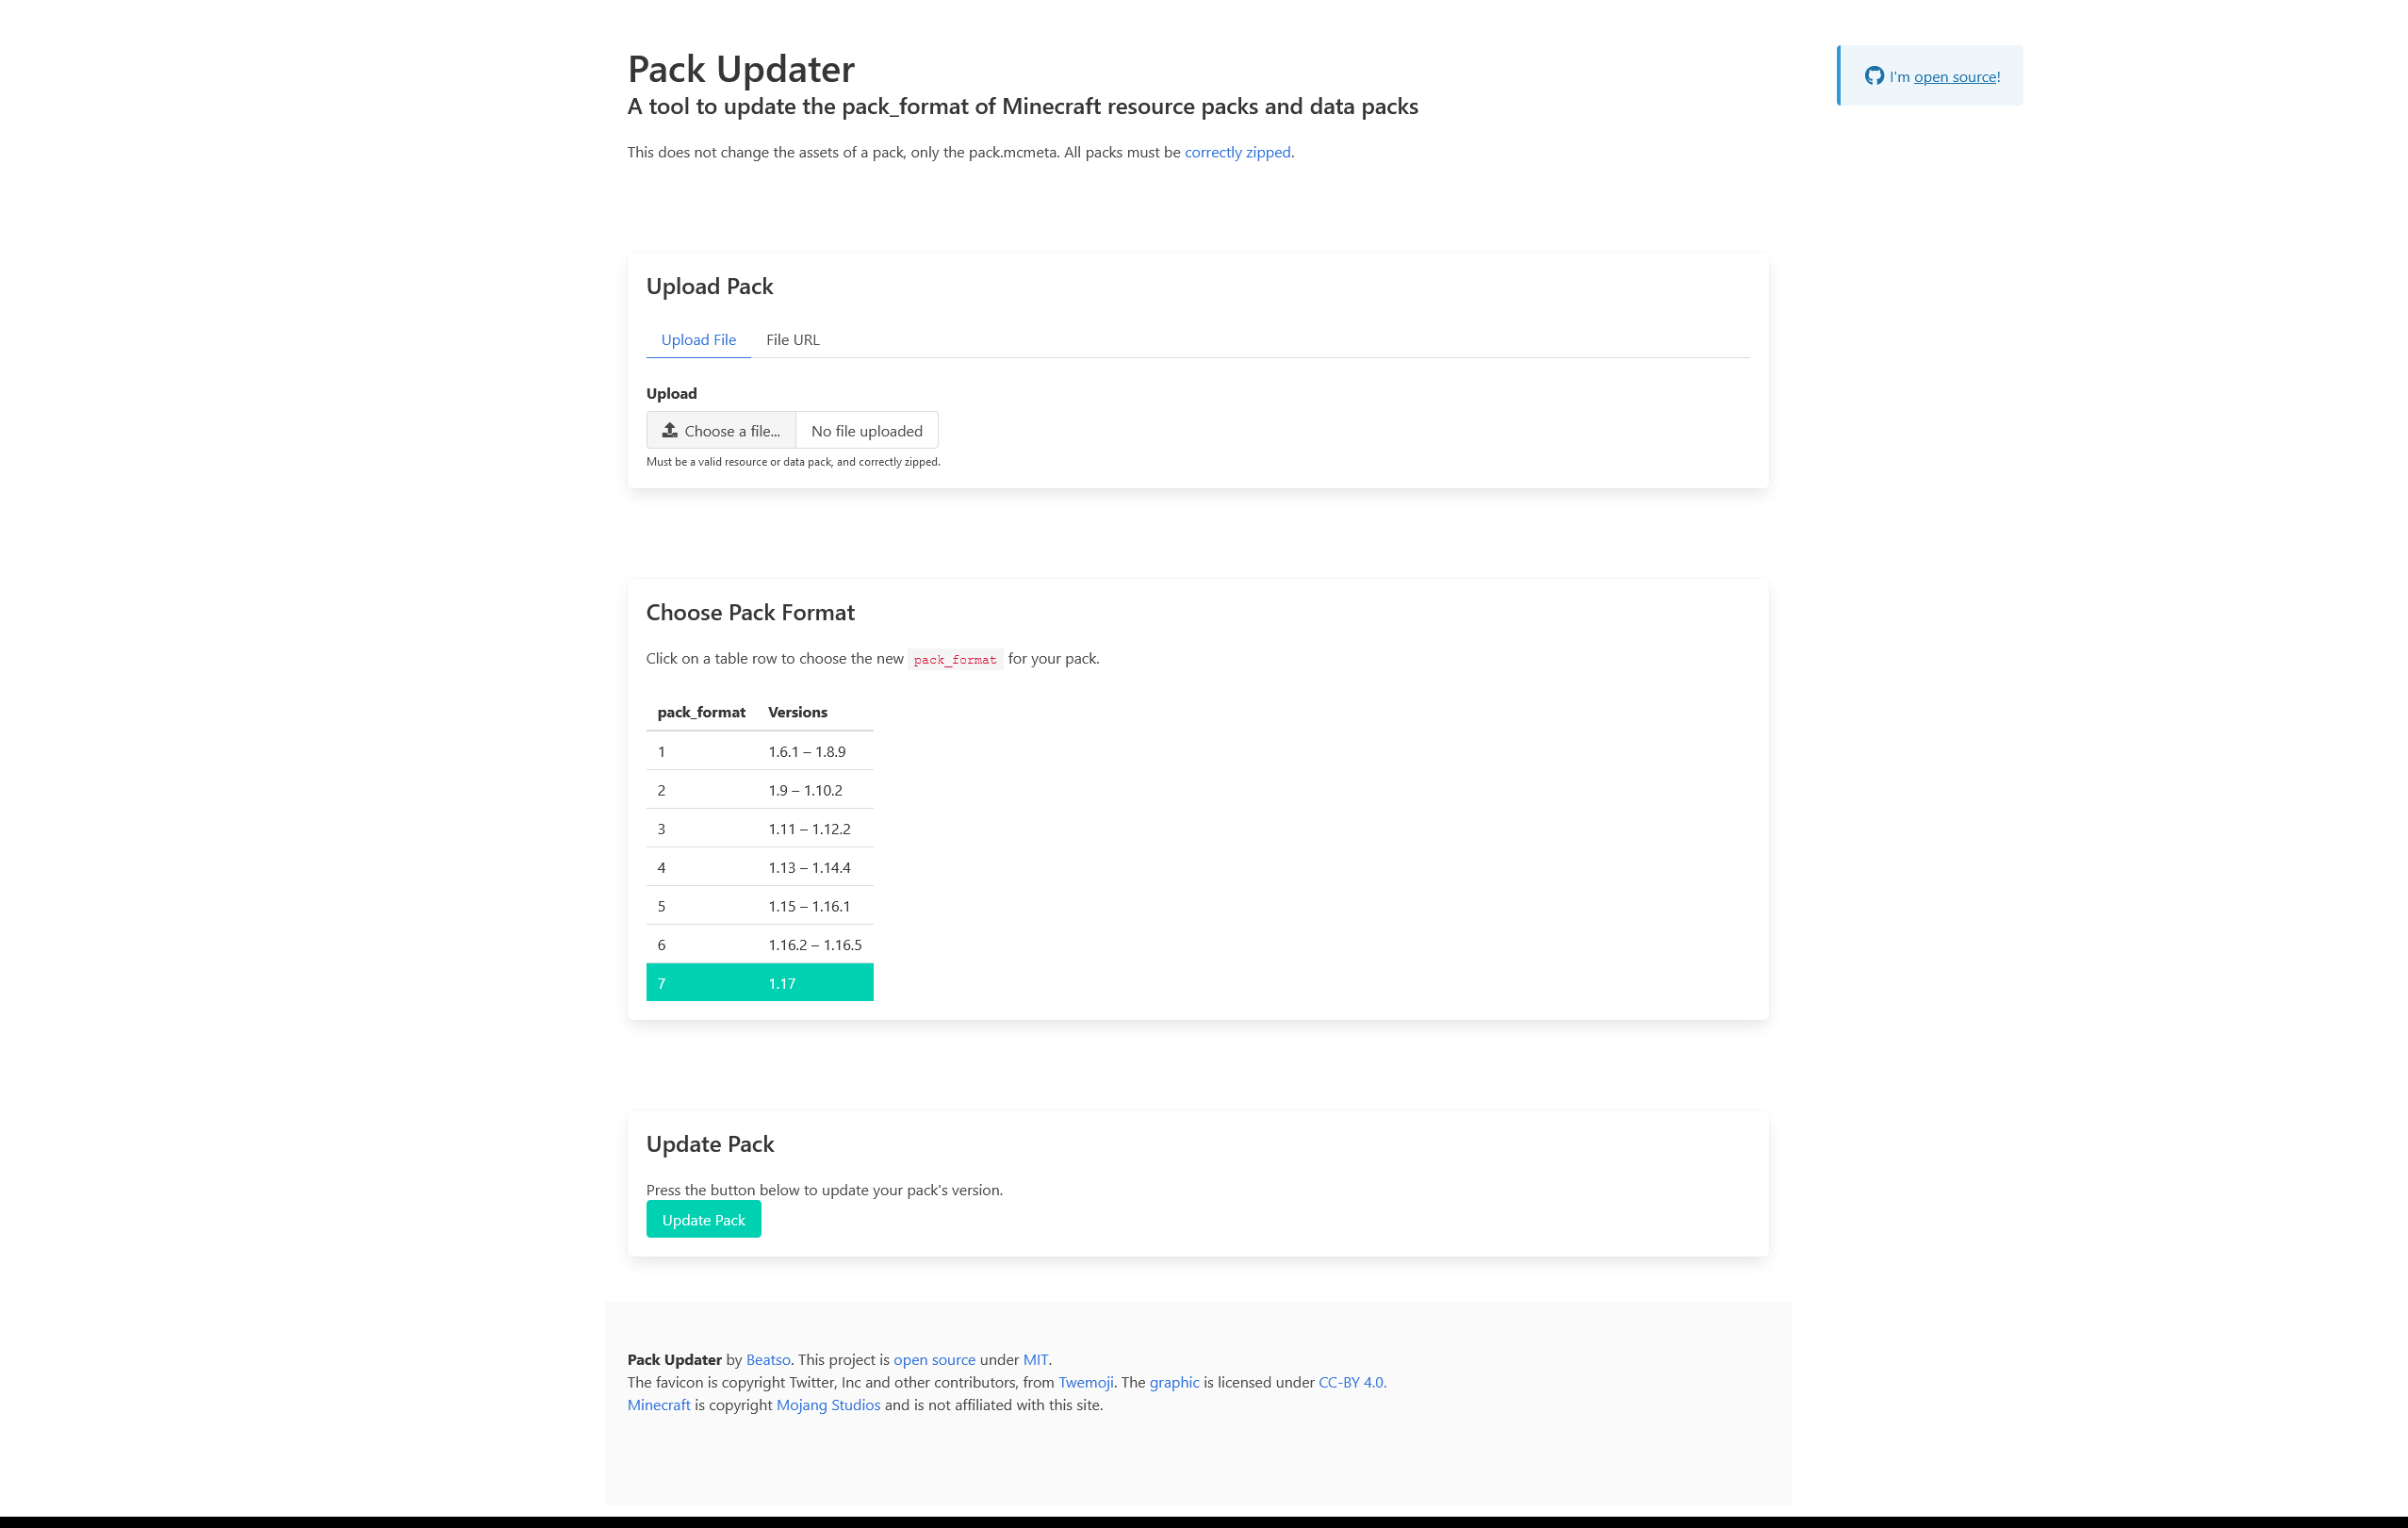 Pack Updater
A tool to update the pack_format of Minecraft resource packs and data packs
I'm open source!
This does not change the assets of a pack, only the pack.mcmeta. All packs must be correctly zipped.
Upload Pack
Upload File File URL
Upload
Choose a file... No file uploaded
Must be a valid resource or data pack, and correctly zipped.
Choose Pack Format
Click on a table row to choose the new pack_format for your pack.
pack_format Versions
1 1.6.1 – 1.8.9
2 1.9 – 1.10.2
3 1.11 – 1.12.2
4 1.13 – 1.14.4
5 1.15 – 1.16.1
6 1.16.2 – 1.16.5
7 1.17
Update Pack
Press the button below to update your pack's version.
Update Pack
Pack Updater by Beatso. This project is open source under MIT.
The favicon is copyright Twitter, Inc and other contributors, from Twemoji. The graphic is licensed under CC-BY 4.0.
Minecraft is copyright Mojang Studios and is not affiliated with this site.